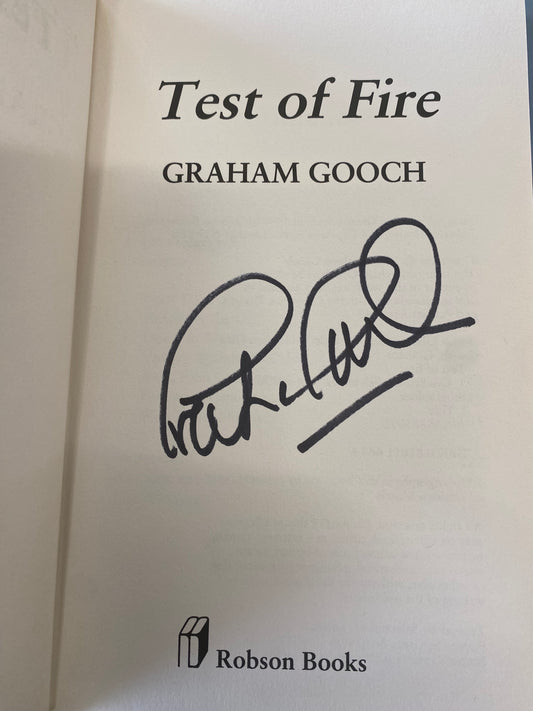 Test of Fire
GRAHAM GOOCH
Robson Books